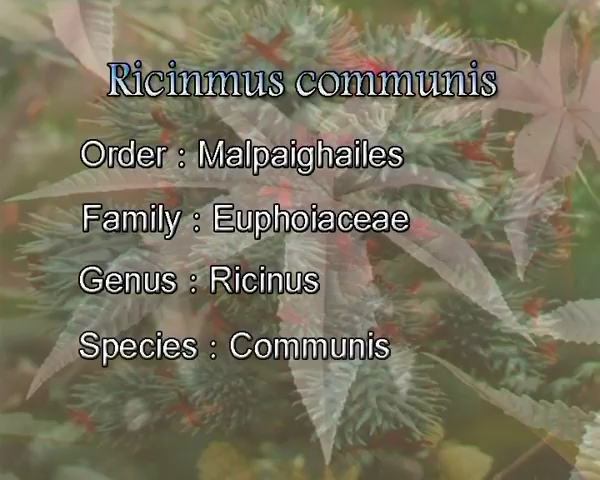 Ricinmus communis
Order : Malpaighailes
Family : Euphoiaceae
Genus : Ricinus
Species : Communis